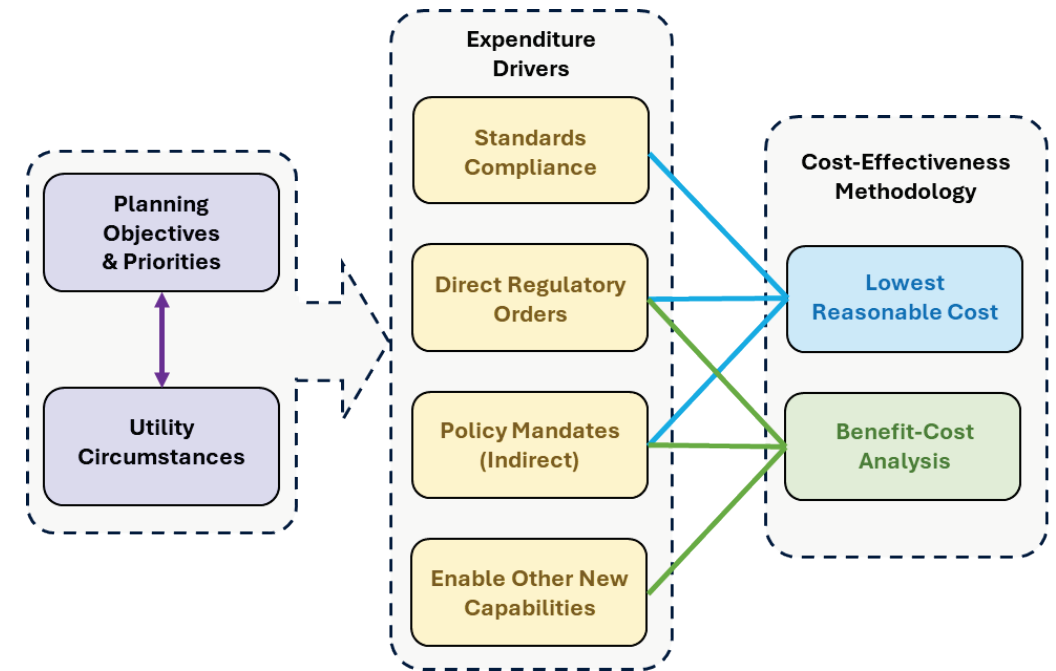 Planning
Objectives
& Priorities
Utility
Circumstances
Expenditure
Drivers
Standards
Compliance
Direct Regulatory
Orders
Policy Mandates
(Indirect)
Enable Other New
Capabilities
Cost-Effectiveness
Methodology
Lowest
Reasonable Cost
Benefit-Cost
Analysis